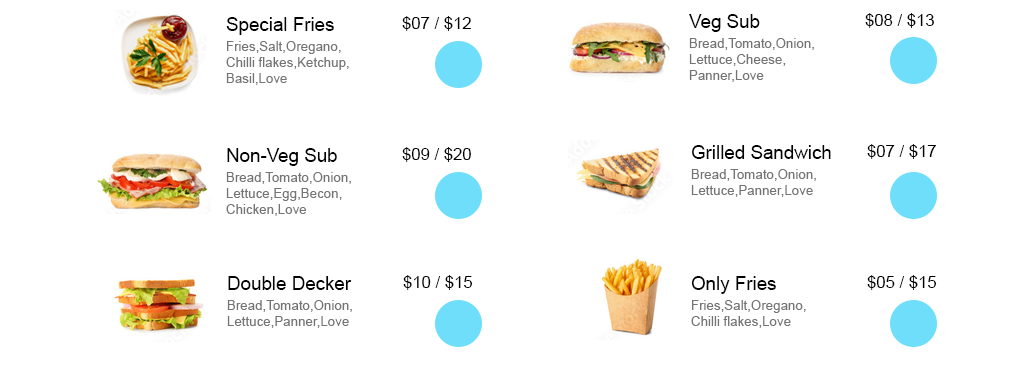 Special Fries
$07 / $12
Fries,Salt,Oregano,
Chilli flakes,Ketchup,
Basil,Love
Veg Sub
$08 / $13
Bread,Tomato,Onion,
Lettuce,Cheese,
Panner,Love
Non-Veg Sub
$09 / $20
Bread,Tomato,Onion,
Lettuce,Egg,Becon,
Chicken,Love
Grilled Sandwich
$07 / $17
Bread,Tomato,Onion,
Lettuce,Panner,Love
Double Decker
$10 / $15
Bread,Tomato,Onion,
Lettuce,Panner,Love
Only Fries
$05 / $15
Fries,Salt,Oregano,
Chilli flakes,Love